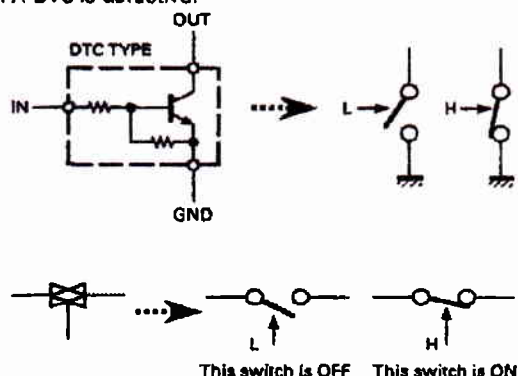 OUT
DTC TYPE
IN
L
H
GND
L
H
This switch is OFF This switch is ON